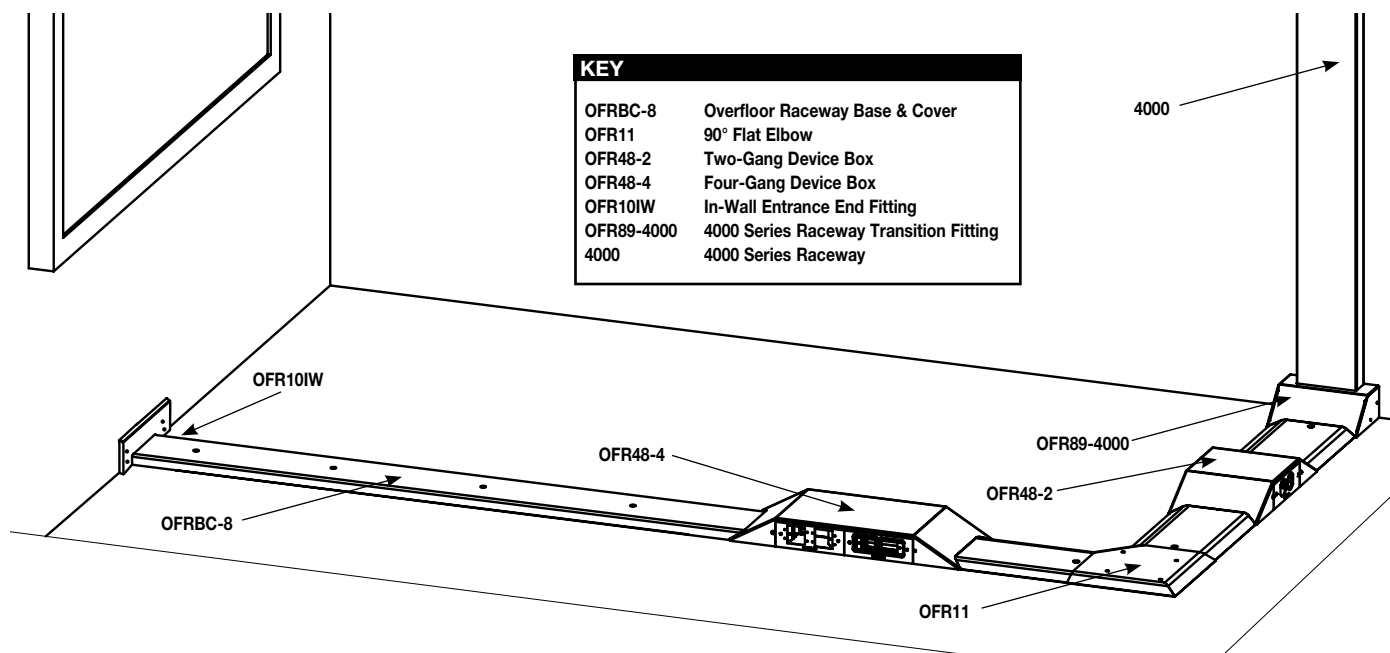 KEY
OFRBC-8 Overfloor Raceway Base & Cover
OFR11 90° Flat Elbow
OFR48-2 Two-Gang Device Box
OFR48-4 Four-Gang Device Box
OFR10IW In-Wall Entrance End Fitting
OFR89-4000 4000 Series Raceway Transition Fitting
4000 4000 Series Raceway
4000
OFR10IW
OFR89-4000
OFR48-4
OFR48-2
OFRBC-8
OFR11